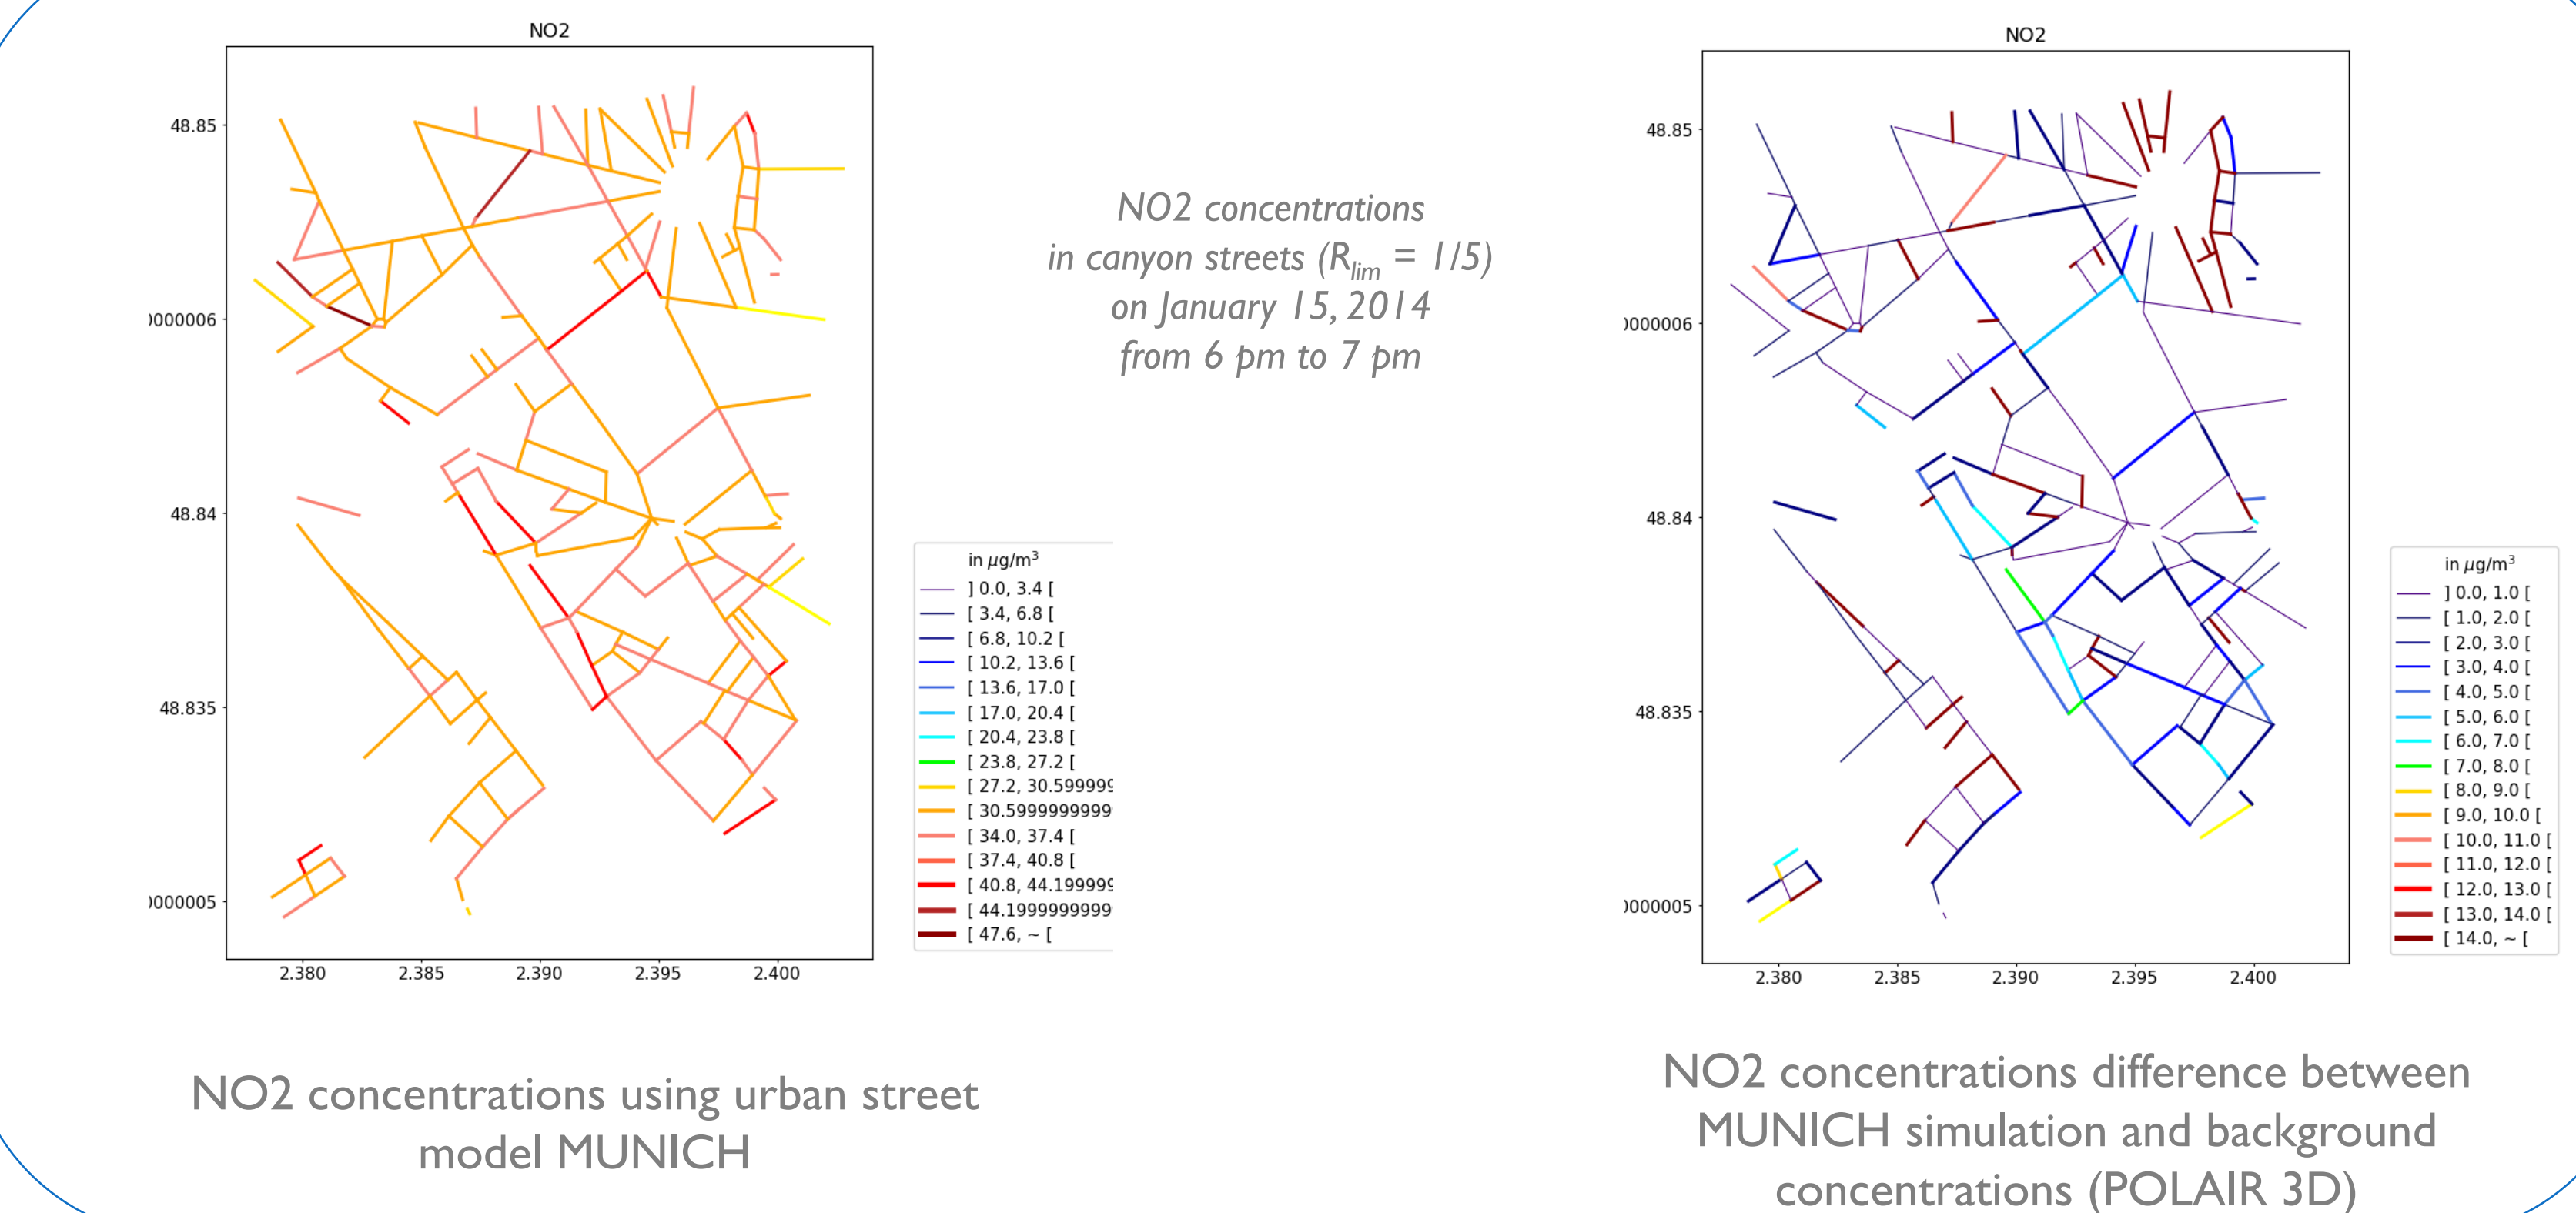 NO2
48.85
0000006
48.84
48.835
0000005
2.380 2.385 2.390 2.395 2.400
in μg/m³
] 0.0, 3.4 [
[ 3.4, 6.8 [
[ 6.8, 10.2 [
[ 10.2, 13.6 [
[ 13.6, 17.0 [
[ 17.0, 20.4 [
[ 20.4, 23.8 [
[ 23.8, 27.2 [
[ 27.2, 30.599999
[ 30.5999999999
[ 34.0, 37.4 [
[ 37.4, 40.8 [
[ 40.8, 44.199999
[ 44.1999999999
[ 47.6, ~ [
NO2 concentrations using urban street
model MUNICH
NO2 concentrations
in canyon streets (Rlim = 1/5)
on January 15, 2014
from 6 pm to 7 pm
NO2
48.85
0000006
48.84
48.835
0000005
2.380 2.385 2.390 2.395 2.400
in μg/m³
] 0.0, 1.0 [
[ 1.0, 2.0 [
[ 2.0, 3.0 [
[ 3.0, 4.0 [
[ 4.0, 5.0 [
[ 5.0, 6.0 [
[ 6.0, 7.0 [
[ 7.0, 8.0 [
[ 8.0, 9.0 [
[ 9.0, 10.0 [
[ 10.0, 11.0 [
[ 11.0, 12.0 [
[ 12.0, 13.0 [
[ 13.0, 14.0 [
[ 14.0, ~ [
NO2 concentrations difference between
MUNICH simulation and background
concentrations (POLAIR 3D)